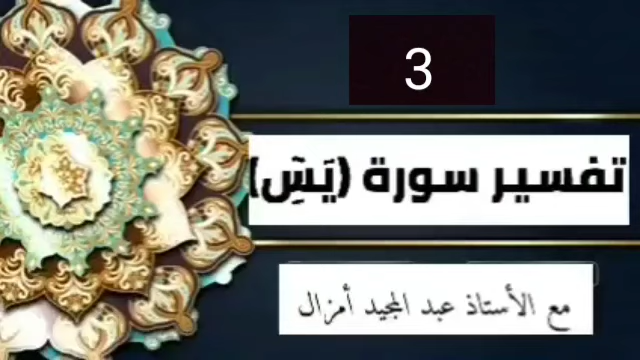 3
تفسير سورة (يَسِّ)
مع الأستاذ عبد المجيد أمزال